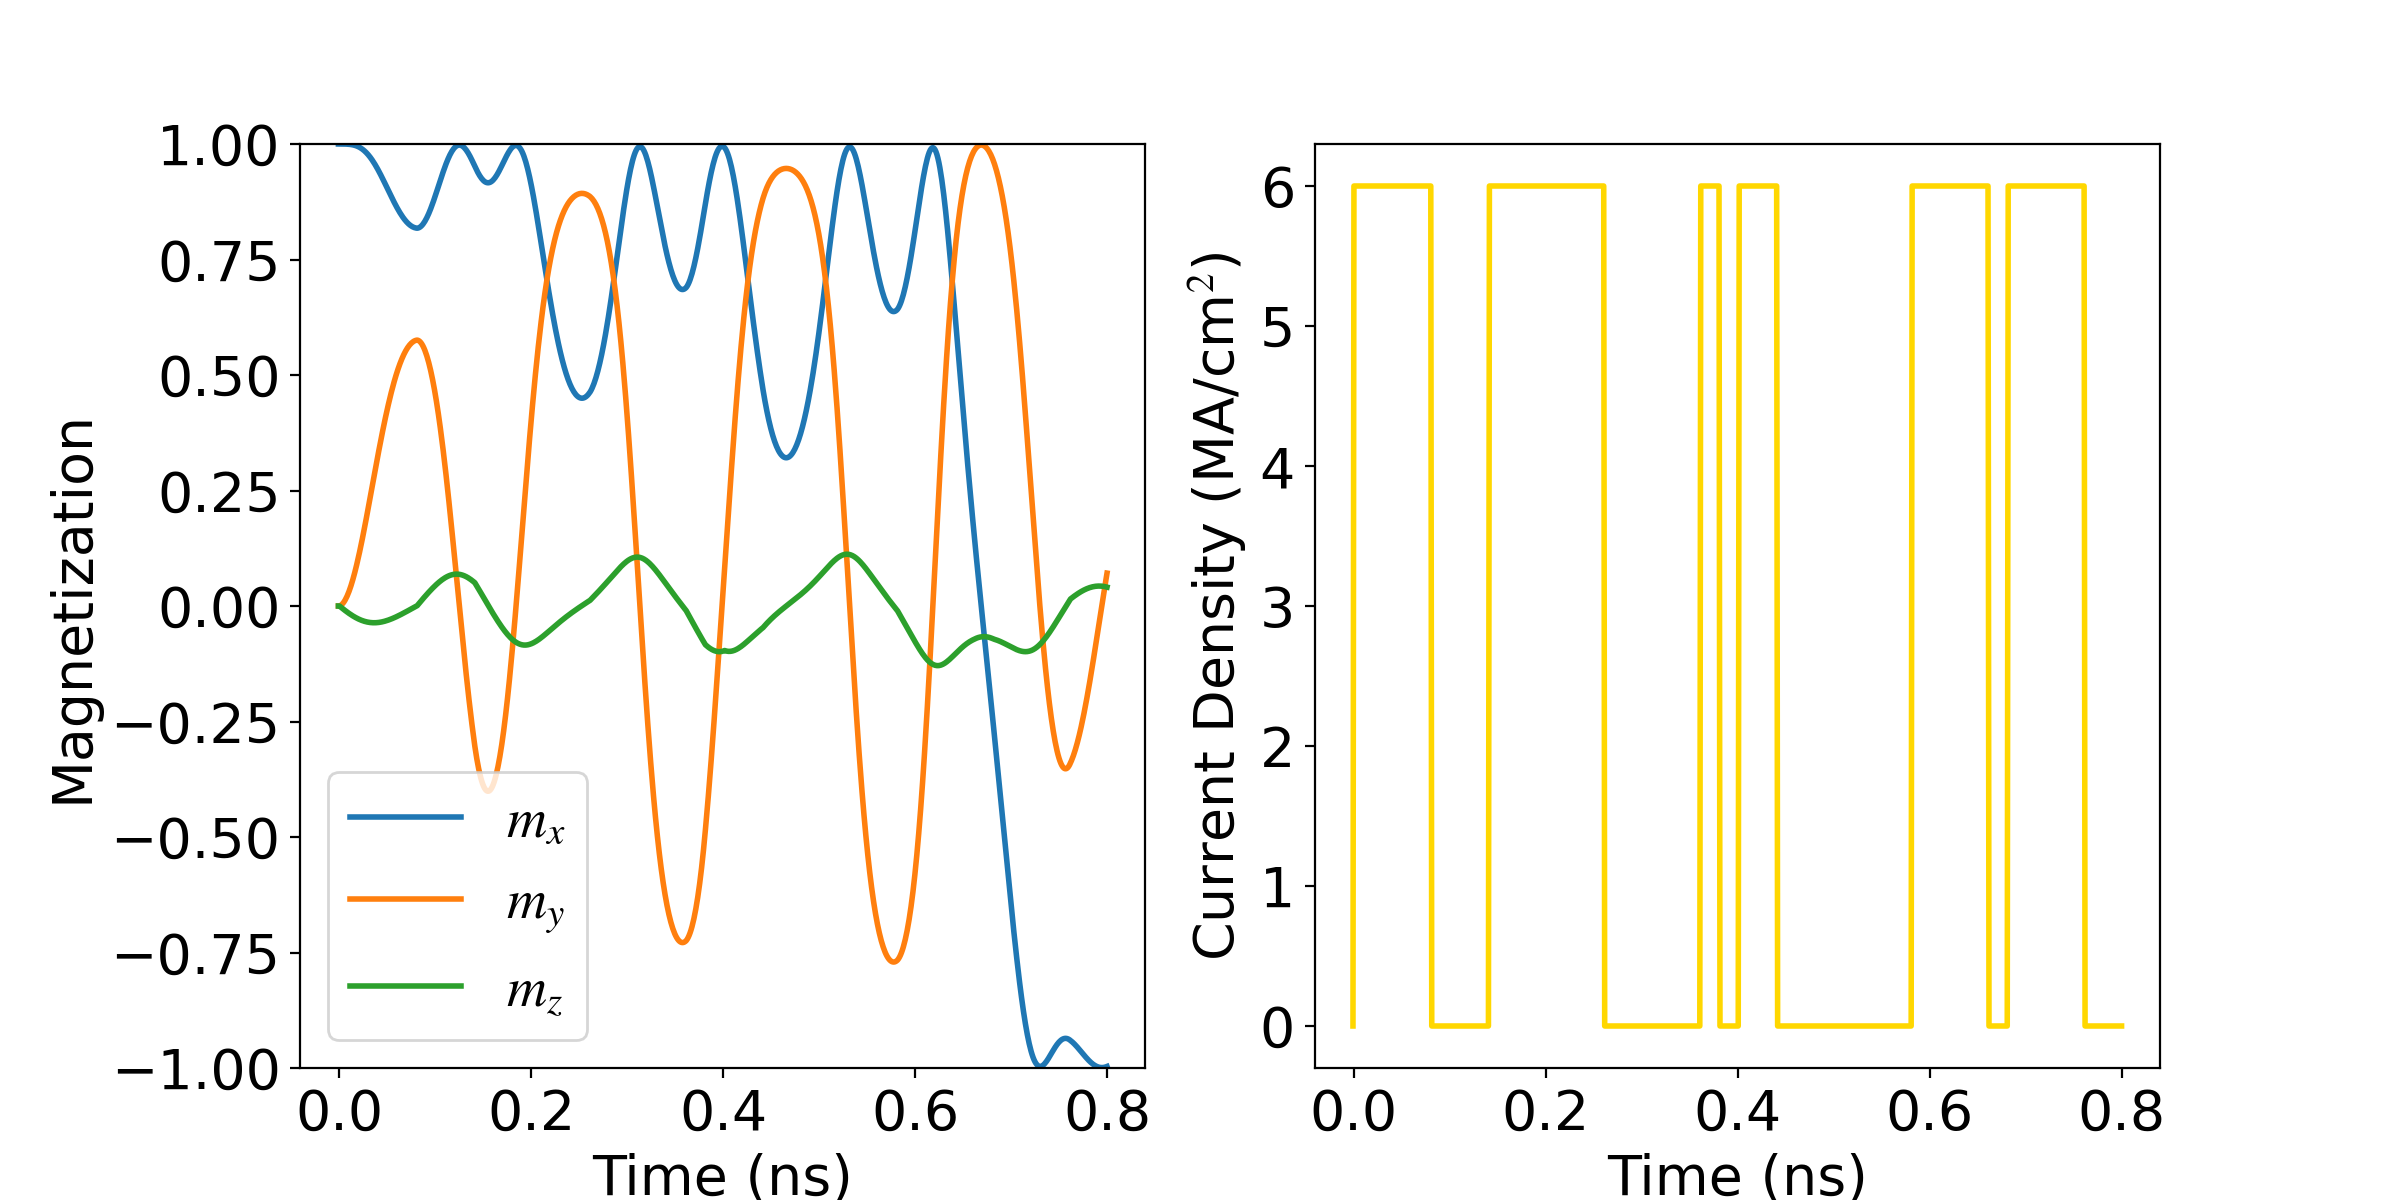 1.00
0.75
0.50
0.25
0.00
−0.25
−0.50
−0.75
−1.00
Magnetization
m_x
m_y
m_z
0.0 0.2 0.4 0.6 0.8
Time (ns)
6
5
4
3
2
1
0
Current Density (MA/cm²)
0.0 0.2 0.4 0.6 0.8
Time (ns)